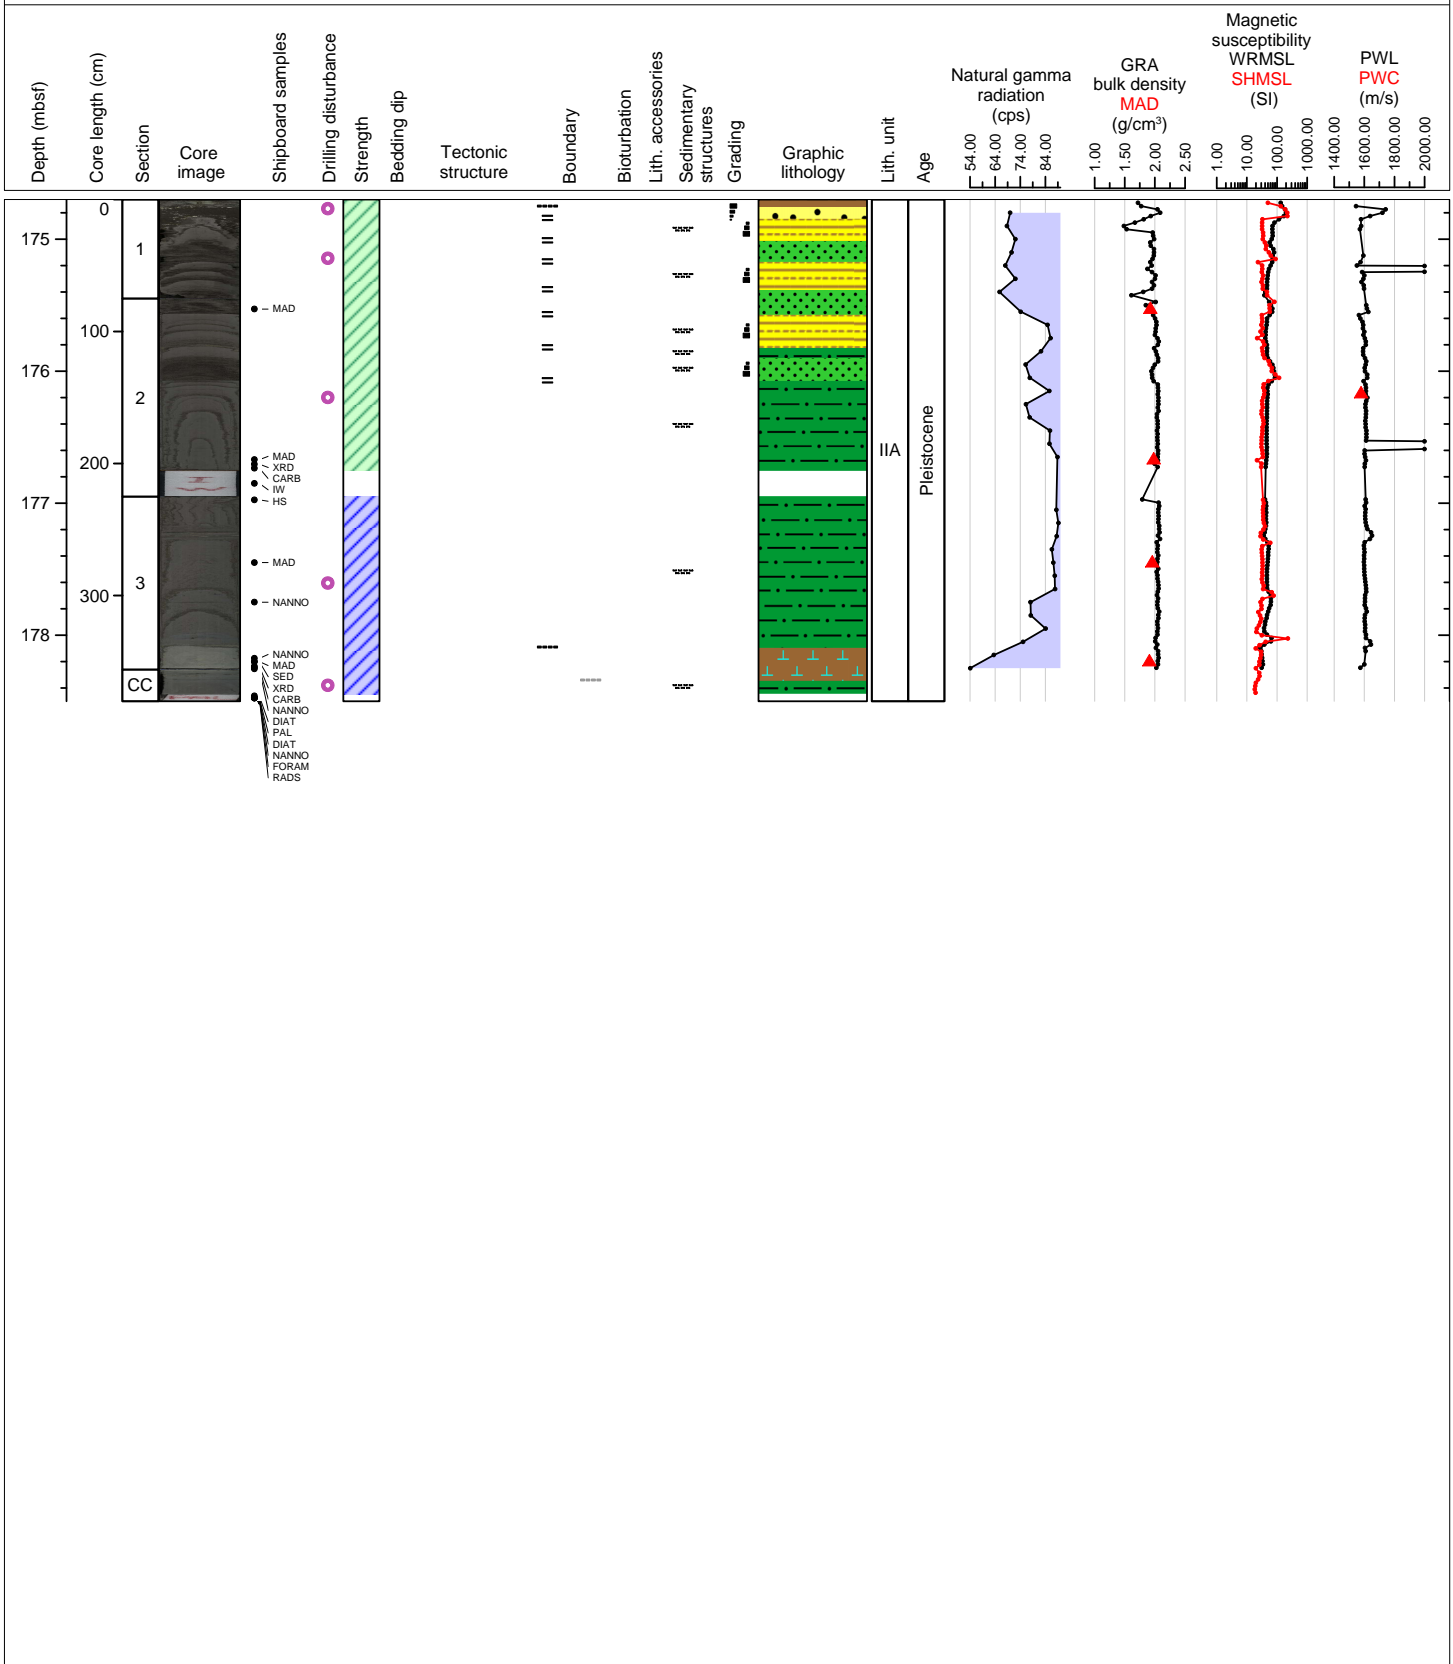 Depth (mbsf)
Core length (cm)
Section
Core
image
Shipboard samples
Drilling disturbance
Strength
Bedding dip
Tectonic
structure
Boundary
Bioturbation
Lith. accessories
Sedimentary
structures
Grading
Graphic
lithology
Lith. unit
Age
Natural gamma
radiation
(cps)
54.00
64.00
74.00
84.00
GRA
bulk density
MAD
(g/cm³)
1.00
1.50
2.00
2.50
Magnetic
susceptibility
WRMSL
SHMSL
(SI)
1.00
10.00
100.00
1000.00
PWL
PWC
(m/s)
1400.00
1600.00
1800.00
2000.00
175
176
177
178
0
100
200
300
1
2
3
CC
MAD
MAD
XRD
CARB
IW
HS
MAD
NANNO
NANNO
MAD
SED
XRD
CARB
NANNO
DIAT
PAL
DIAT
NANNO
FORAM
RADS
IIA
Pleistocene